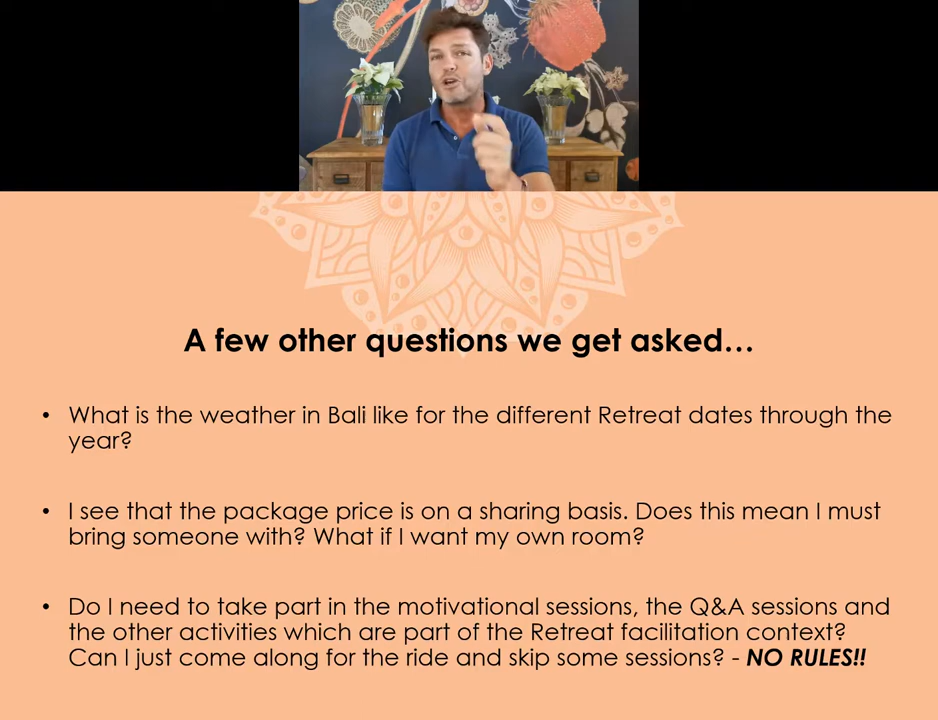 A few other questions we get asked...
• What is the weather in Bali like for the different Retreat dates through the
year?
• I see that the package price is on a sharing basis. Does this mean I must
bring someone with? What if I want my own room?
• Do I need to take part in the motivational sessions, the Q&A sessions and
the other activities which are part of the Retreat facilitation context?
Can I just come along for the ride and skip some sessions? - NO RULES!!